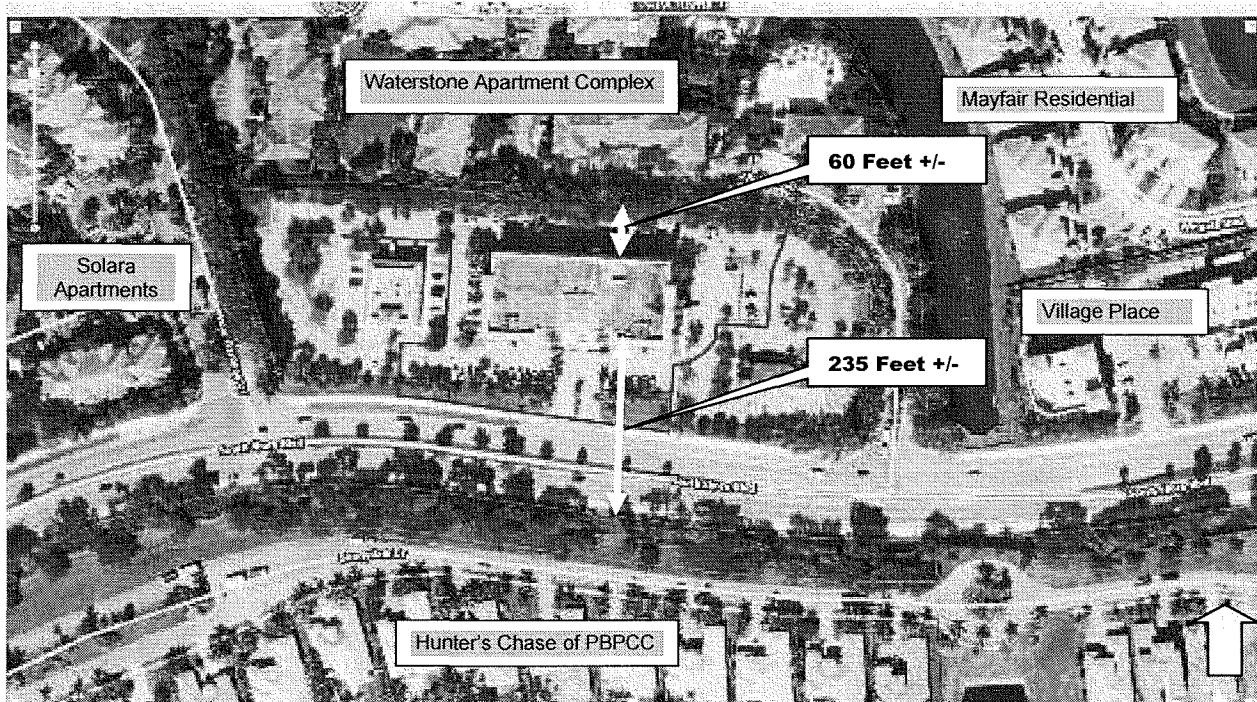 Waterstone Apartment Complex
Mayfair Residential
60 Feet +/-
Solara
Apartments
Village Place
235 Feet +/-
Hunter's Chase of PBPCC